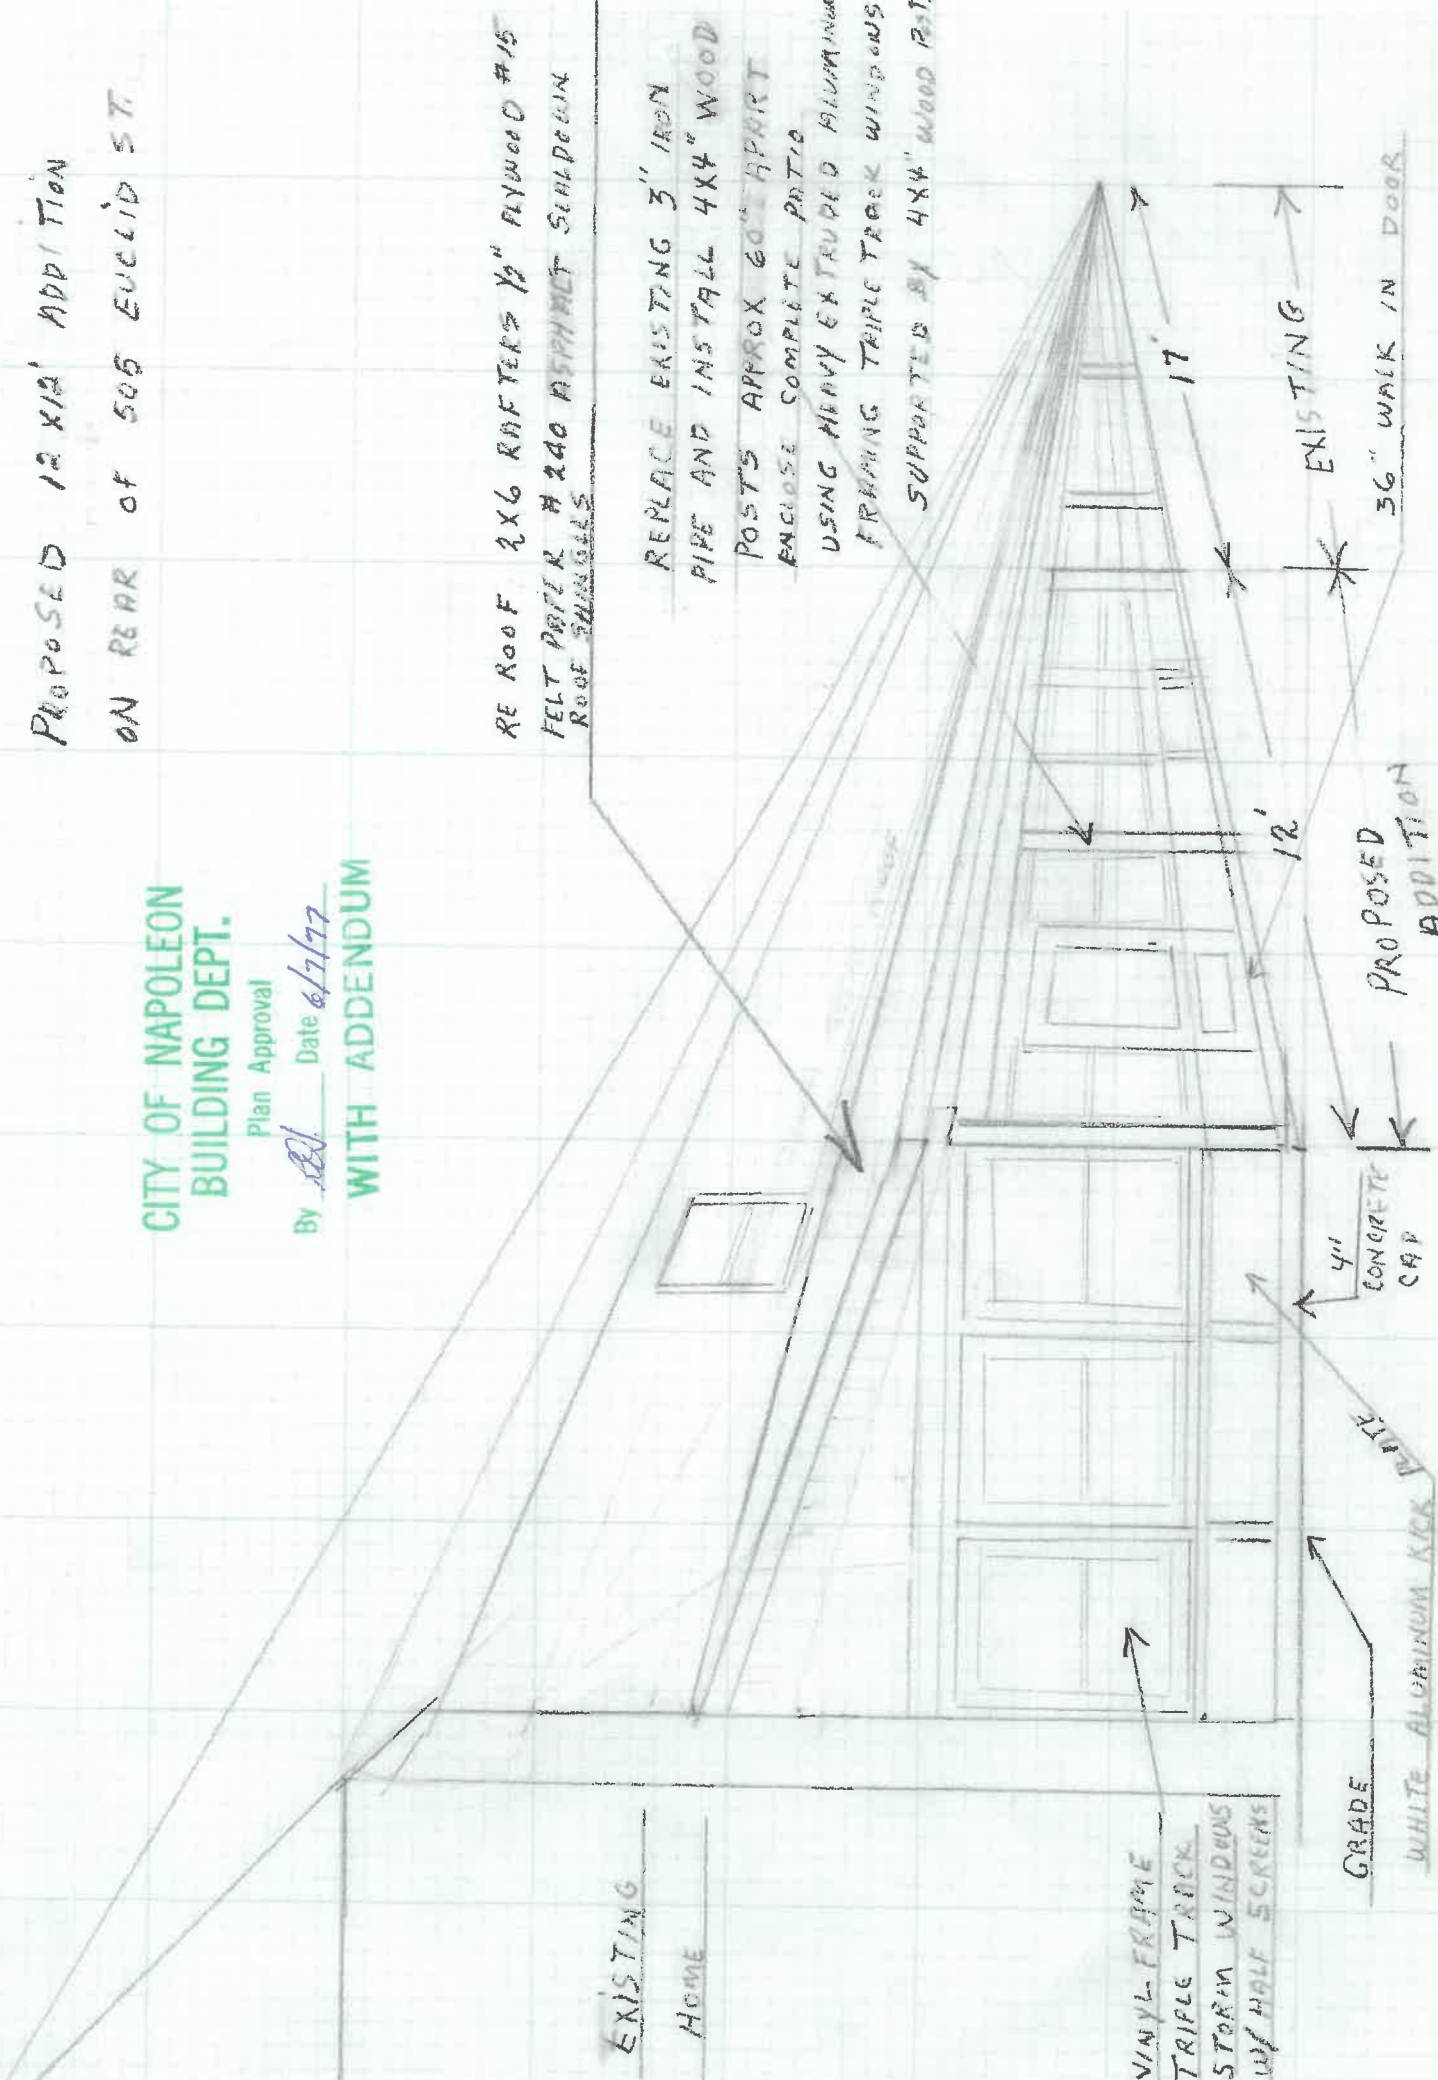 PROPOSED 12 X12' ADDITION
ON REAR OF 505 EUCLID ST.
CITY OF NAPOLEON
BUILDING DEPT.
Plan Approval
By Date 6/7/77
WITH ADDENDUM
RE ROOF 2X6 RAFTERS 1/2" PLYWOOD #15
FELT PAPER # 240 ASPHALT SEALDOWN
ROOF SHINGLES
REPLACE EXISTING 3" IRON
PIPE AND INSTALL 4X4" WOOD
POSTS APPROX 60" APART
ENCLOSE COMPLETE PATIO
USING HEAVY EXTRUDED ALUMINUM
FRAMING TRIPLE TRACK WINDOWS
SUPPORTED BY 4X4" WOOD POST
EXISTING
HOME
17'
12'
EXISTING
PROPOSED
ADDITION
36" WALK IN DOOR
4"
CONCRETE
CAP
VINYL FRAME
TRIPLE TRACK
STORM WINDOWS
W/ HALF SCREENS
GRADE
WHITE ALUMINUM KICK